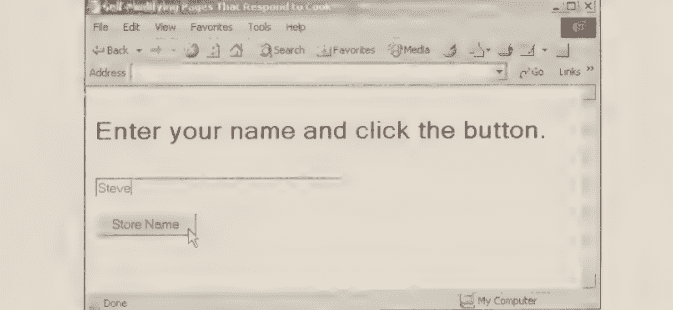 Self-Modifying Pages That Respond to Cook
File Edit View Favorites Tools Help
Back Search Favorites Media
Address Go Links »
Enter your name and click the button.
Steve
Store Name
Done My Computer